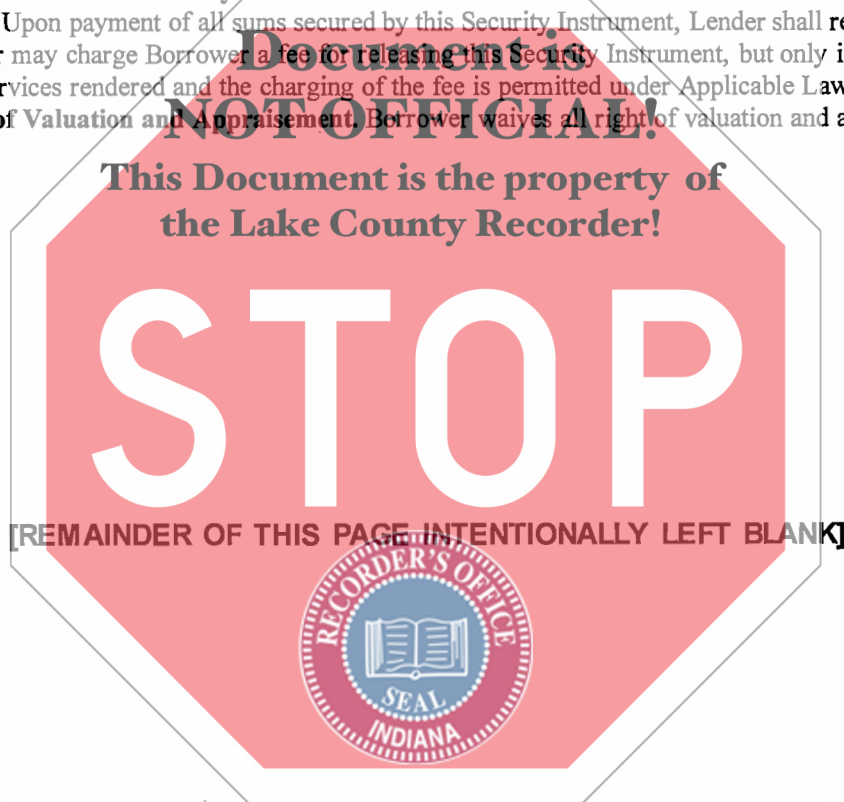 Upon payment of all sums secured by this Security Instrument, Lender shall re
r may charge Borrower a fee for releasing this Security Instrument, but only i
rvices rendered and the charging of the fee is permitted under Applicable Law
of Valuation and Appraisement. Borrower waives all right of valuation and a
Document is
NOT OFFICIAL!
This Document is the property of
the Lake County Recorder!
STOP
[REMAINDER OF THIS PAGE INTENTIONALLY LEFT BLANK]
RECORDER'S OFFICE
SEAL
INDIANA